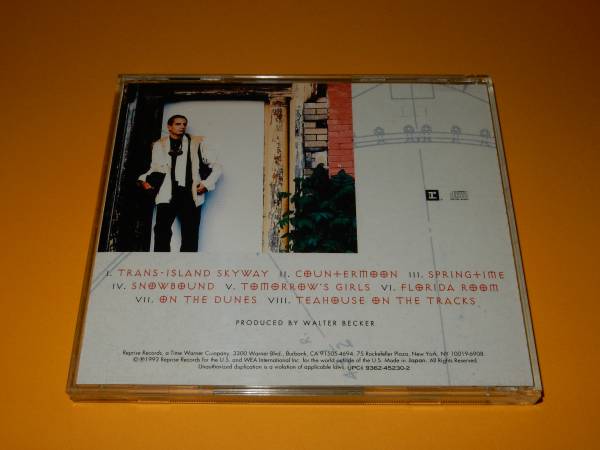 I. TRANS-ISLAND SKYWAY II. COUNTERMOON III. SPRINGTIME
IV. SNOWBOUND V. TOMORROW'S GIRLS VI. FLORIDA ROOM
VII. ON THE DUNES VIII. TEAHOUSE ON THE TRACKS
PRODUCED BY WALTER BECKER
Reprise Records, a Time Warner Company. 3300 Warner Blvd., Burbank, CA 91505-4694. 75 Rockefeller Plaza, New York, NY 10019-6908.
©℗1993 Reprise Records for the U.S. and WEA International Inc. for the world outside of the U.S. Made in Japan. All Rights Reserved.
Unauthorized duplication is a violation of applicable laws. (UPC) 9362-45230-2